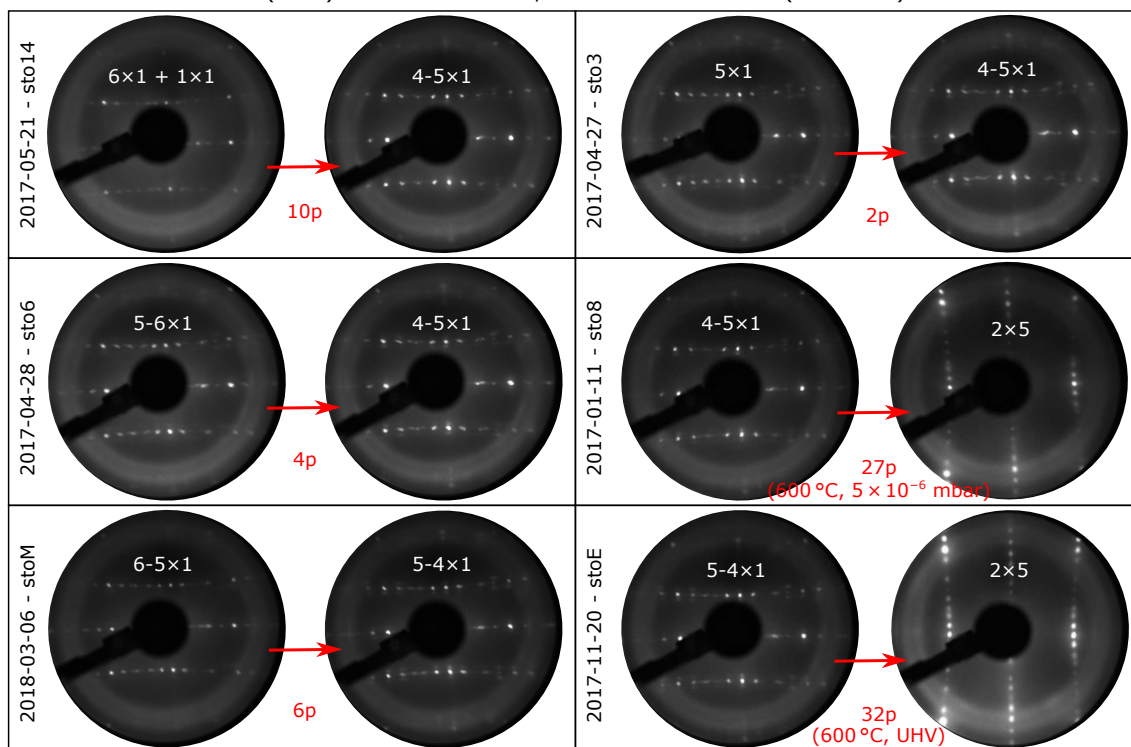 2017-05-21 - sto14
6×1 + 1×1
4-5×1
10p
2017-04-27 - sto3
5×1
4-5×1
2p
2017-04-28 - sto6
5-6×1
4-5×1
4p
2017-01-11 - sto8
4-5×1
2×5
27p
(600 °C, 5 × 10⁻⁶ mbar)
2018-03-06 - stoM
6-5×1
5-4×1
6p
2017-11-20 - stoE
5-4×1
2×5
32p
(600 °C, UHV)